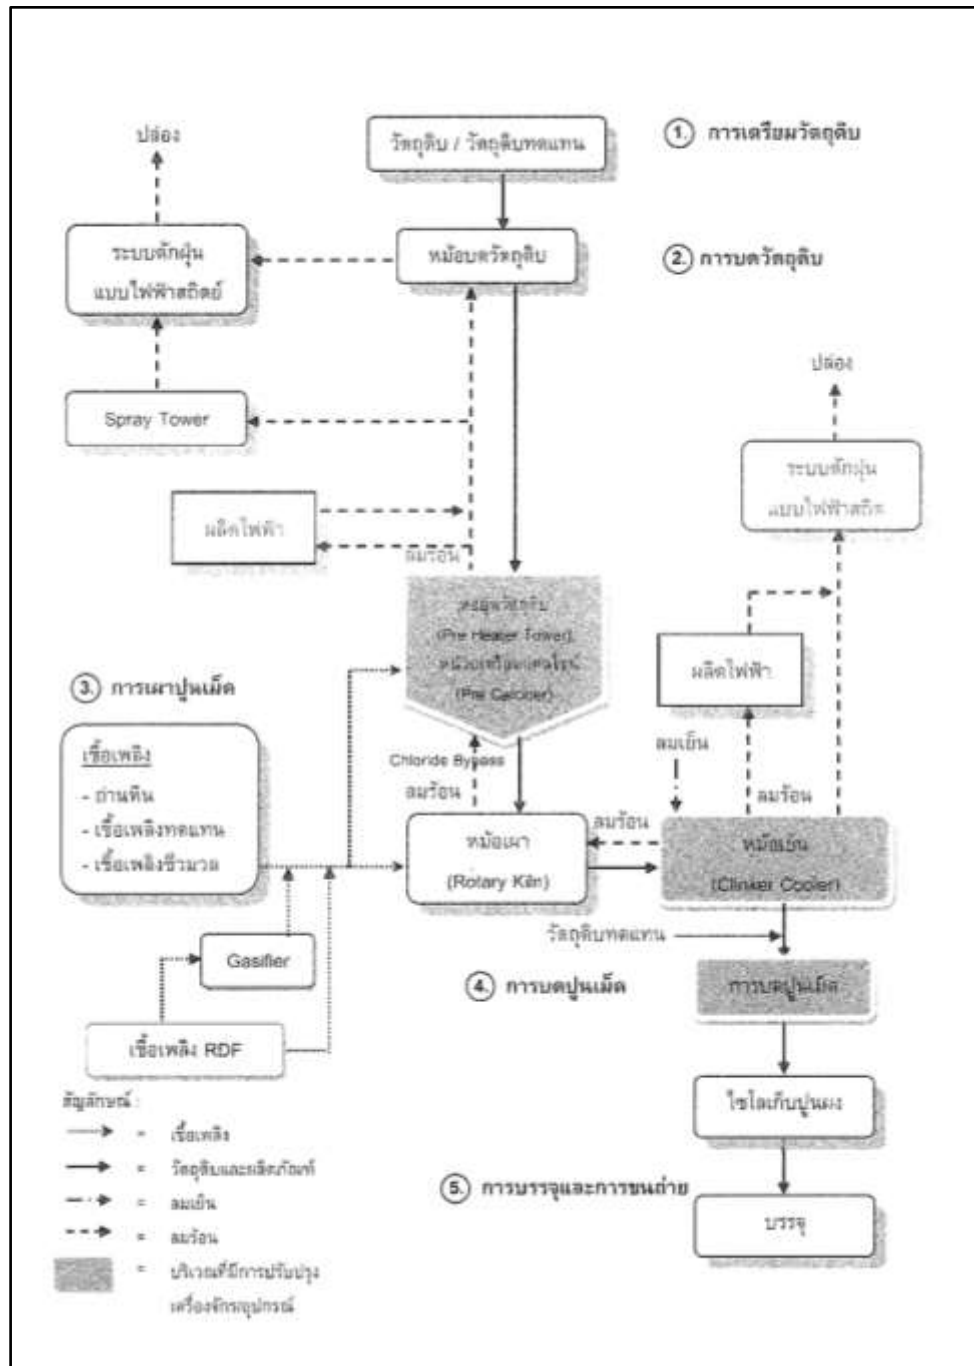 วัตถุดิบ / วัตถุดิบทดแทน
1. การเตรียมวัตถุดิบ
ปล่อง
ระบบดักฝุ่น
แบบไฟฟ้าสถิตย์
หม้อบดวัตถุดิบ
2. การบดวัตถุดิบ
Spray Tower
ปล่อง
ระบบดักฝุ่น
แบบไฟฟ้าสถิต
ผลิตไฟฟ้า
ลมร้อน
(Pre Heater Tower)
(Pre Calciner)
ผลิตไฟฟ้า
3. การเผาปูนเม็ด
เชื้อเพลิง
- ถ่านหิน
- เชื้อเพลิงทดแทน
- เชื้อเพลิงชีวมวล
Chloride Bypass
ลมร้อน
ลมเย็น
ลมร้อน
ลมร้อน
หม้อเผา
(Rotary Kiln)
หม้อเย็น
(Clinker Cooler)
วัตถุดิบทดแทน
Gasifier
4. การบดปูนเม็ด
การบดปูนเม็ด
เชื้อเพลิง RDF
ไซโลเก็บปูนผง
5. การบรรจุและการขนถ่าย
บรรจุ
สัญลักษณ์ :
= เชื้อเพลิง
= วัตถุดิบและผลิตภัณฑ์
= ลมเย็น
= ลมร้อน
= บริเวณที่มีการปรับปรุง
เครื่องจักร/อุปกรณ์